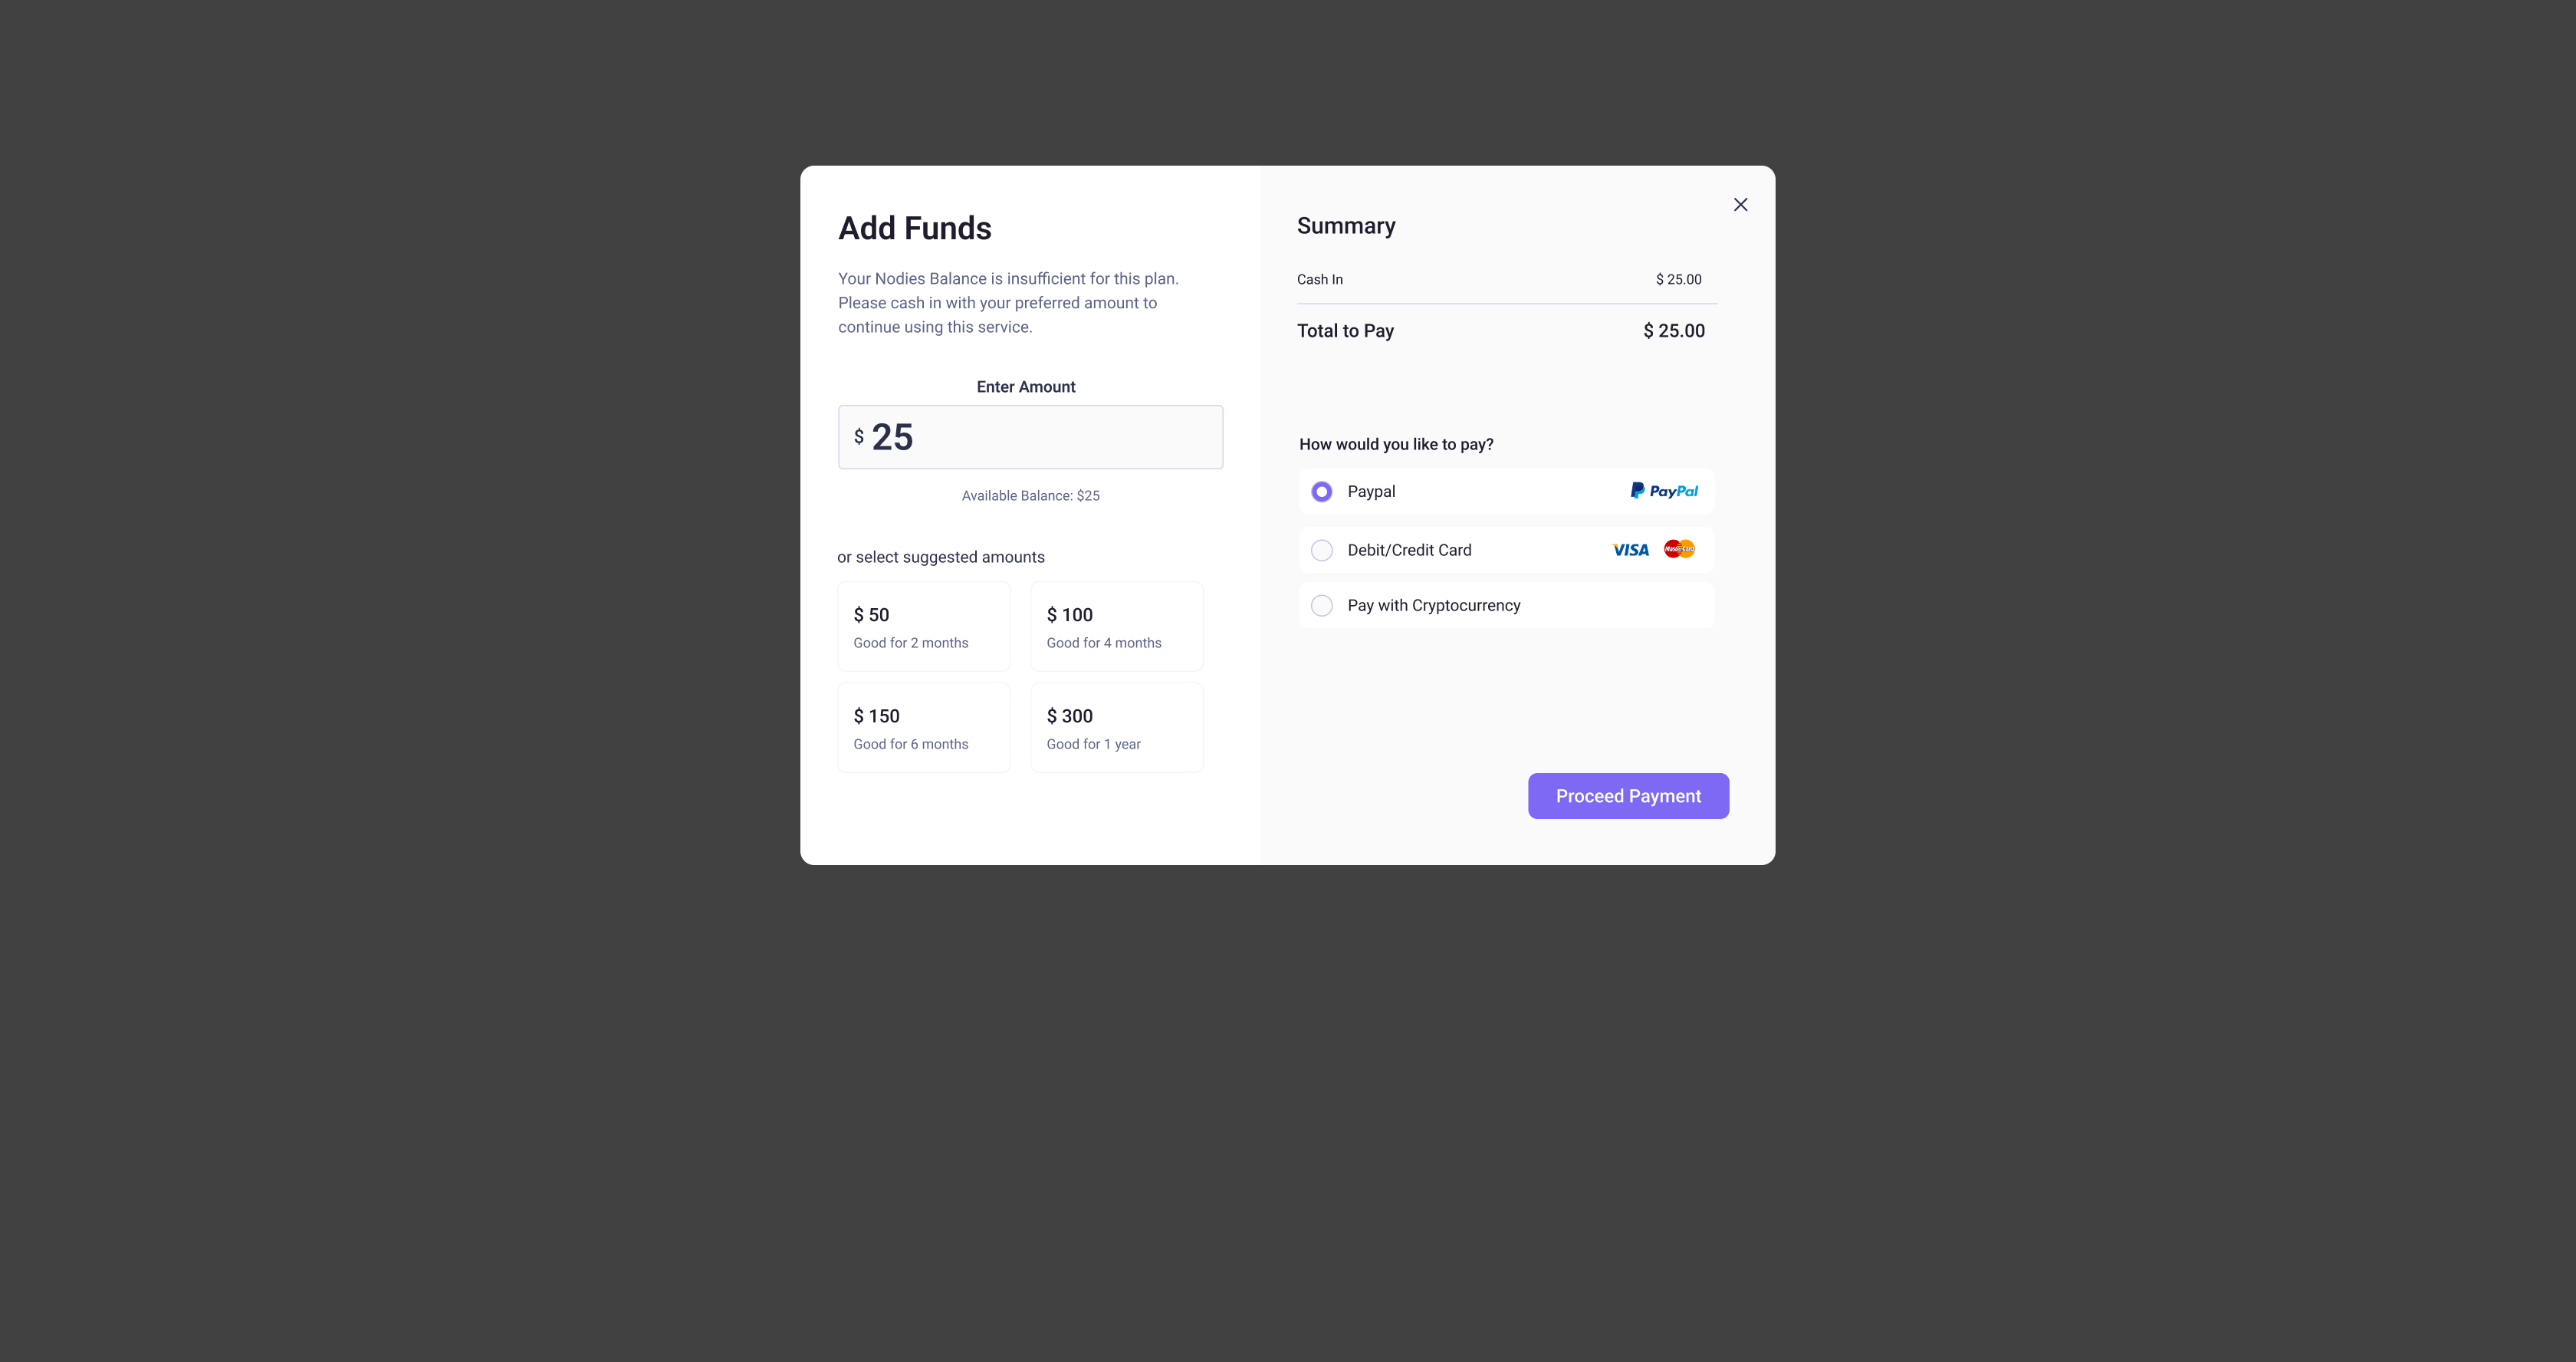 Add Funds
Your Nodies Balance is insufficient for this plan.
Please cash in with your preferred amount to
continue using this service.
Enter Amount
$ 25
Available Balance: $25
or select suggested amounts
$ 50
Good for 2 months
$ 100
Good for 4 months
$ 150
Good for 6 months
$ 300
Good for 1 year
Summary
Cash In $ 25.00
Total to Pay $ 25.00
How would you like to pay?
Paypal PayPal
Debit/Credit Card VISA MasterCard
Pay with Cryptocurrency
Proceed Payment